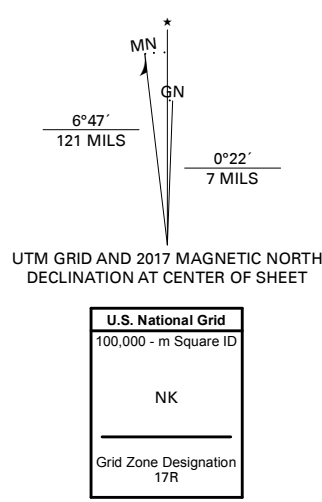 ★
MN
GN
6°47´
121 MILS
0°22´
7 MILS
UTM GRID AND 2017 MAGNETIC NORTH
DECLINATION AT CENTER OF SHEET
U.S. National Grid
100,000 - m Square ID
NK
Grid Zone Designation
17R